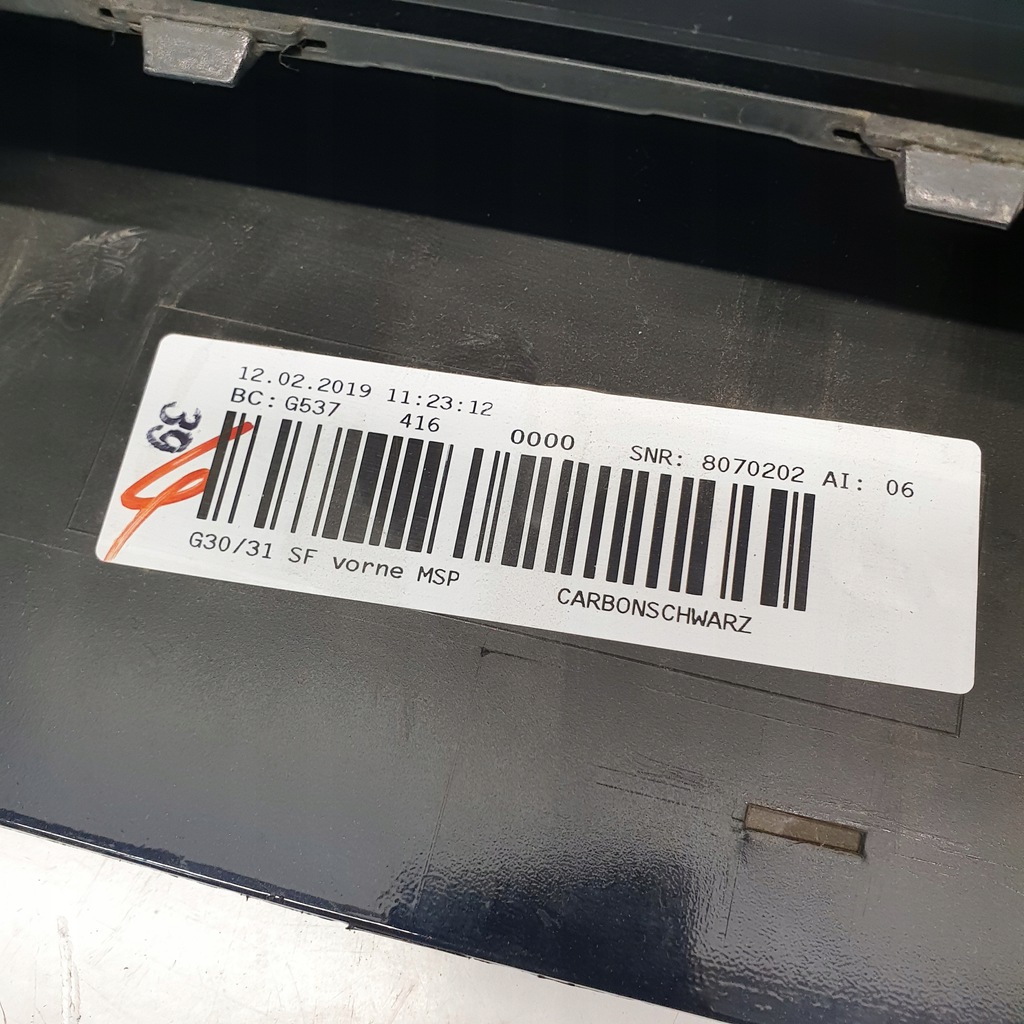 12.02.2019 11:23:12
BC: G537 416 0000 SNR: 8070202 AI: 06
39
G30/31 SF vorne MSP CARBONSCHWARZ